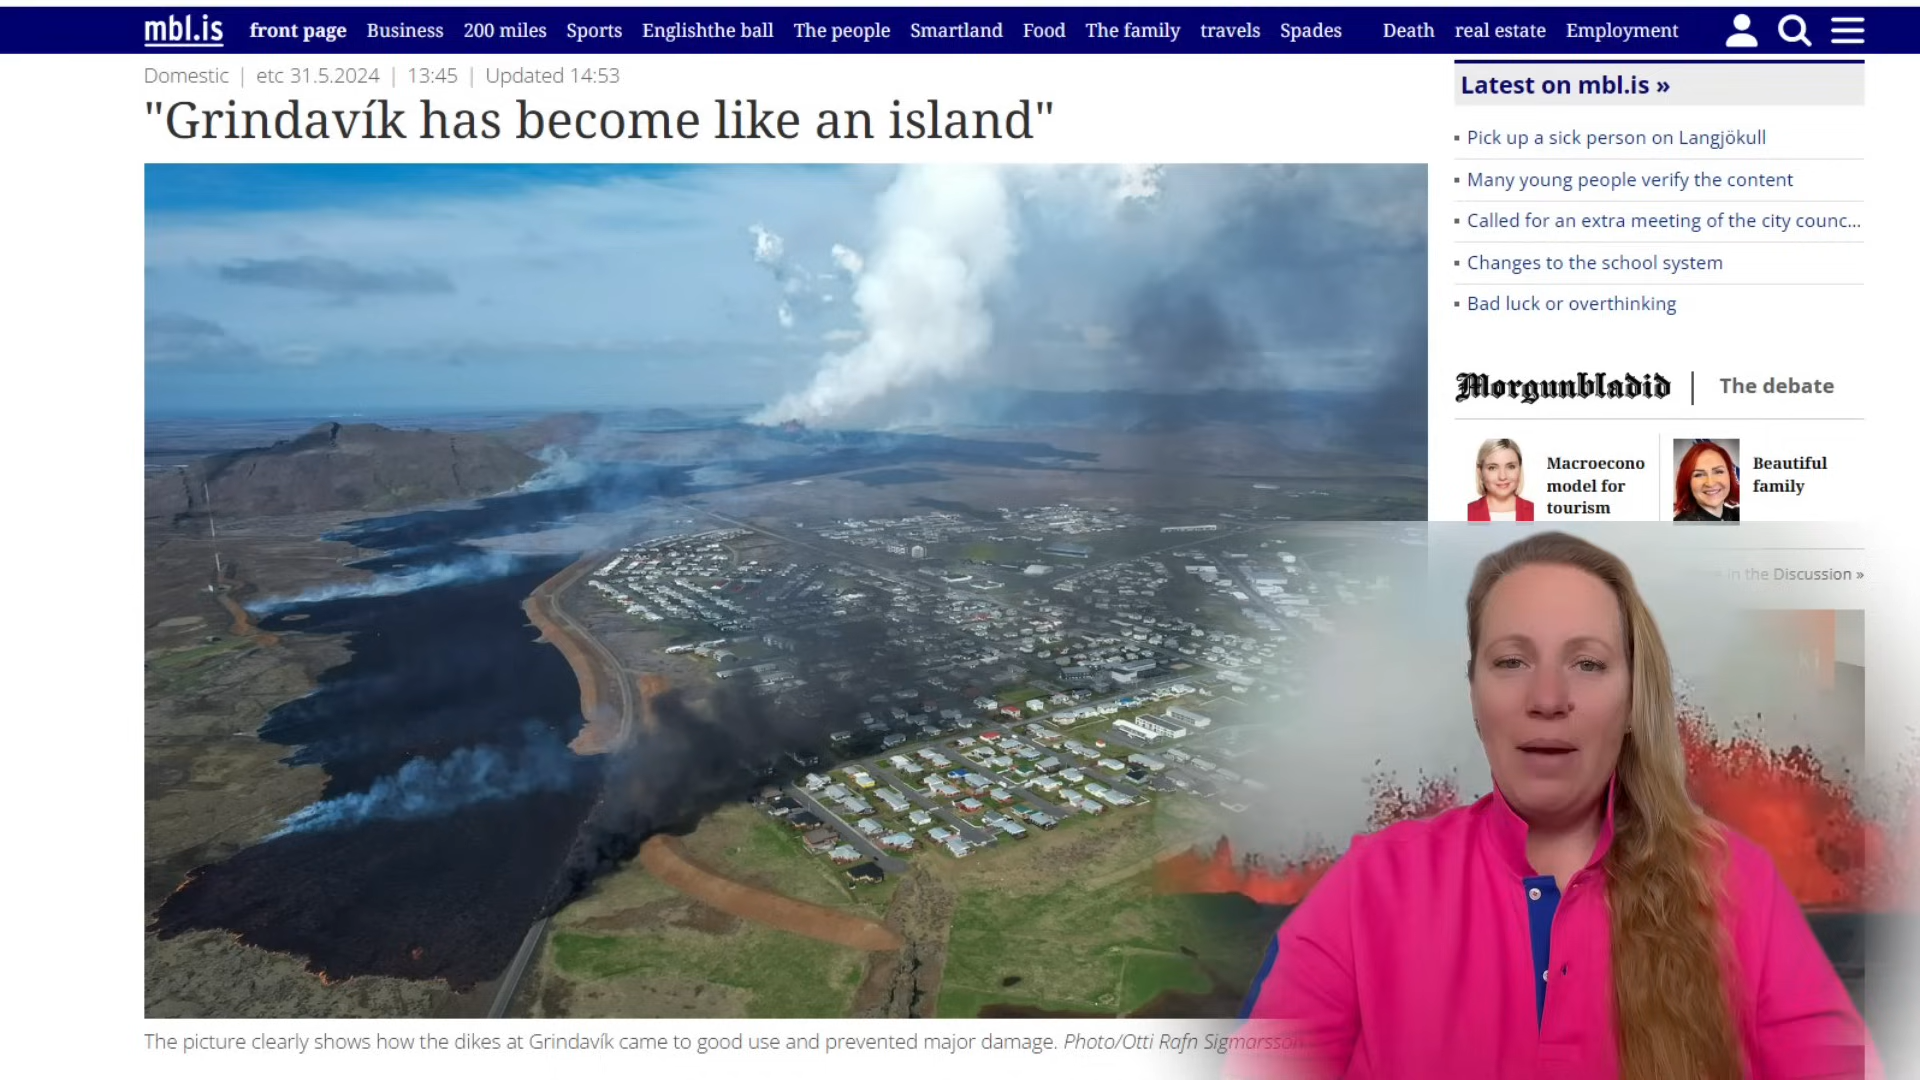 mbl.is front page Business 200 miles Sports Englishthe ball The people Smartland Food The family travels Spades Death real estate Employment
Domestic | etc 31.5.2024 | 13:45 | Updated 14:53
"Grindavík has become like an island"
The picture clearly shows how the dikes at Grindavík came to good use and prevented major damage. Photo/Otti Rafn Sigmarsson
Latest on mbl.is »
Pick up a sick person on Langjökull
Many young people verify the content
Called for an extra meeting of the city counc...
Changes to the school system
Bad luck or overthinking
Morgunbladid | The debate
Macroecono
model for
tourism
Beautiful
family
in the Discussion »